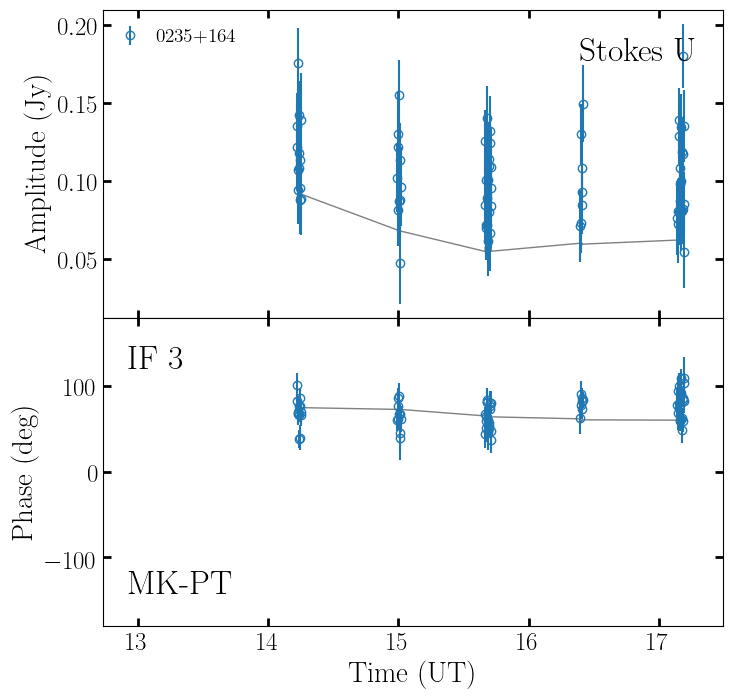 0235+164
Stokes U
Amplitude (Jy)
0.20
0.15
0.10
0.05
IF 3
MK-PT
Phase (deg)
100
0
−100
13 14 15 16 17
Time (UT)